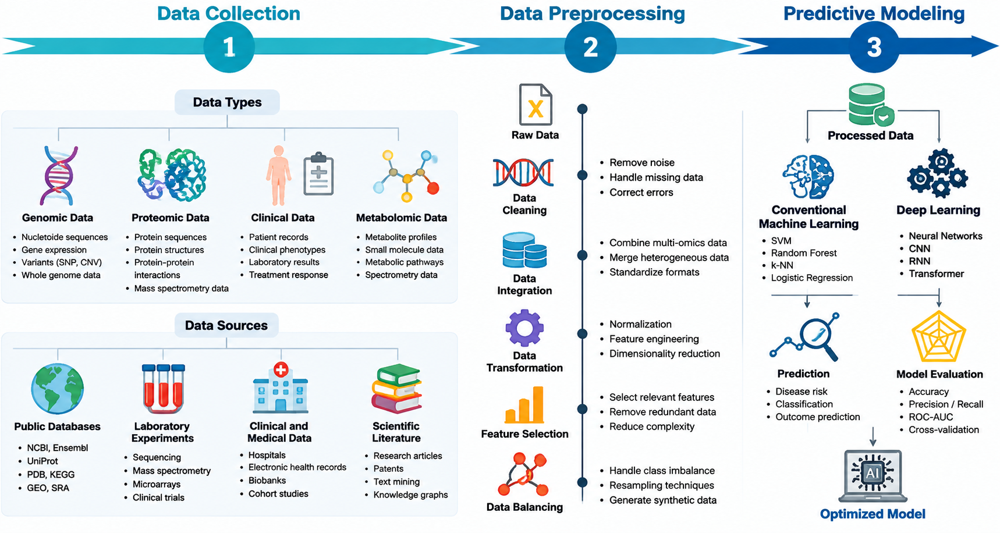 Data Collection
1
Data Types
Genomic Data
• Nucletoide sequences
• Gene expression
• Variants (SNP, CNV)
• Whole genome data
Proteomic Data
• Protein sequences
• Protein structures
• Protein-protein
interactions
• Mass spectrometry data
Clinical Data
• Patient records
• Clinical phenotypes
• Laboratory results
• Treatment response
Metabolomic Data
• Metabolite profiles
• Small molecule data
• Metabolic pathways
• Spectrometry data
Data Sources
Public Databases
• NCBI, Ensembl
• UniProt
• PDB, KEGG
• GEO, SRA
Laboratory
Experiments
• Sequencing
• Mass spectrometry
• Microarrays
• Clinical trials
Clinical and
Medical Data
• Hospitals
• Electronic health records
• Biobanks
• Cohort studies
Scientific
Literature
• Research articles
• Patents
• Text mining
• Knowledge graphs
Data Preprocessing
2
X
Raw Data
Data
Cleaning
• Remove noise
• Handle missing data
• Correct errors
Data
Integration
• Combine multi-omics data
• Merge heterogeneous data
• Standardize formats
Data
Transformation
• Normalization
• Feature engineering
• Dimensionality reduction
Feature Selection
• Select relevant features
• Remove redundant data
• Reduce complexity
Data Balancing
• Handle class imbalance
• Resampling techniques
• Generate synthetic data
Predictive Modeling
3
Processed Data
Conventional
Machine Learning
• SVM
• Random Forest
• k-NN
• Logistic Regression
Deep Learning
• Neural Networks
• CNN
• RNN
• Transformer
Prediction
• Disease risk
• Classification
• Outcome prediction
Model Evaluation
• Accuracy
• Precision / Recall
• ROC-AUC
• Cross-validation
AI
Optimized Model